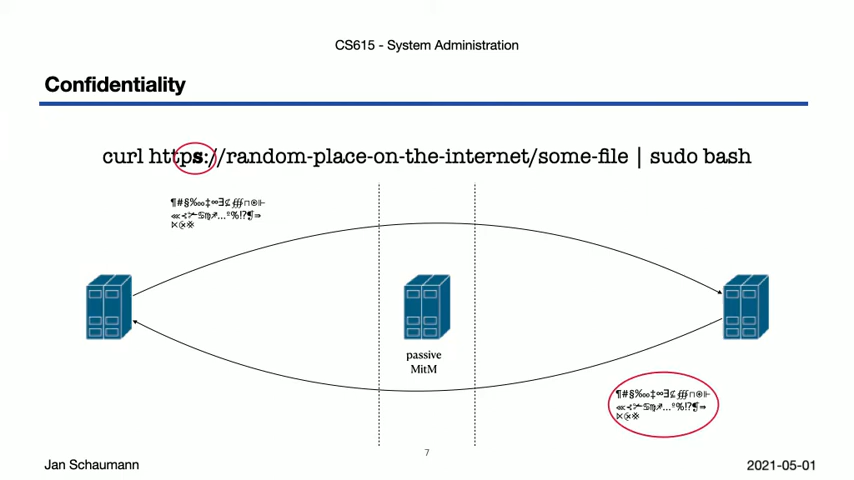 CS615 - System Administration
Confidentiality
curl https://random-place-on-the-internet/some-file | sudo bash
passive
MitM
7
Jan Schaumann
2021-05-01